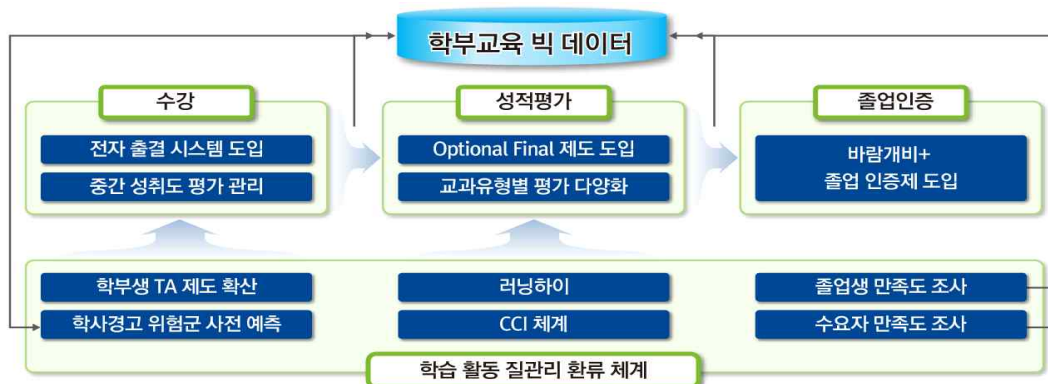 학부교육 빅 데이터
수강
전자 출결 시스템 도입
중간 성취도 평가 관리
성적평가
Optional Final 제도 도입
교과유형별 평가 다양화
졸업인증
바람개비+
졸업 인증제 도입
학부생 TA 제도 확산
러닝하이
졸업생 만족도 조사
학사경고 위험군 사전 예측
CCI 체계
수요자 만족도 조사
학습 활동 질관리 환류 체계